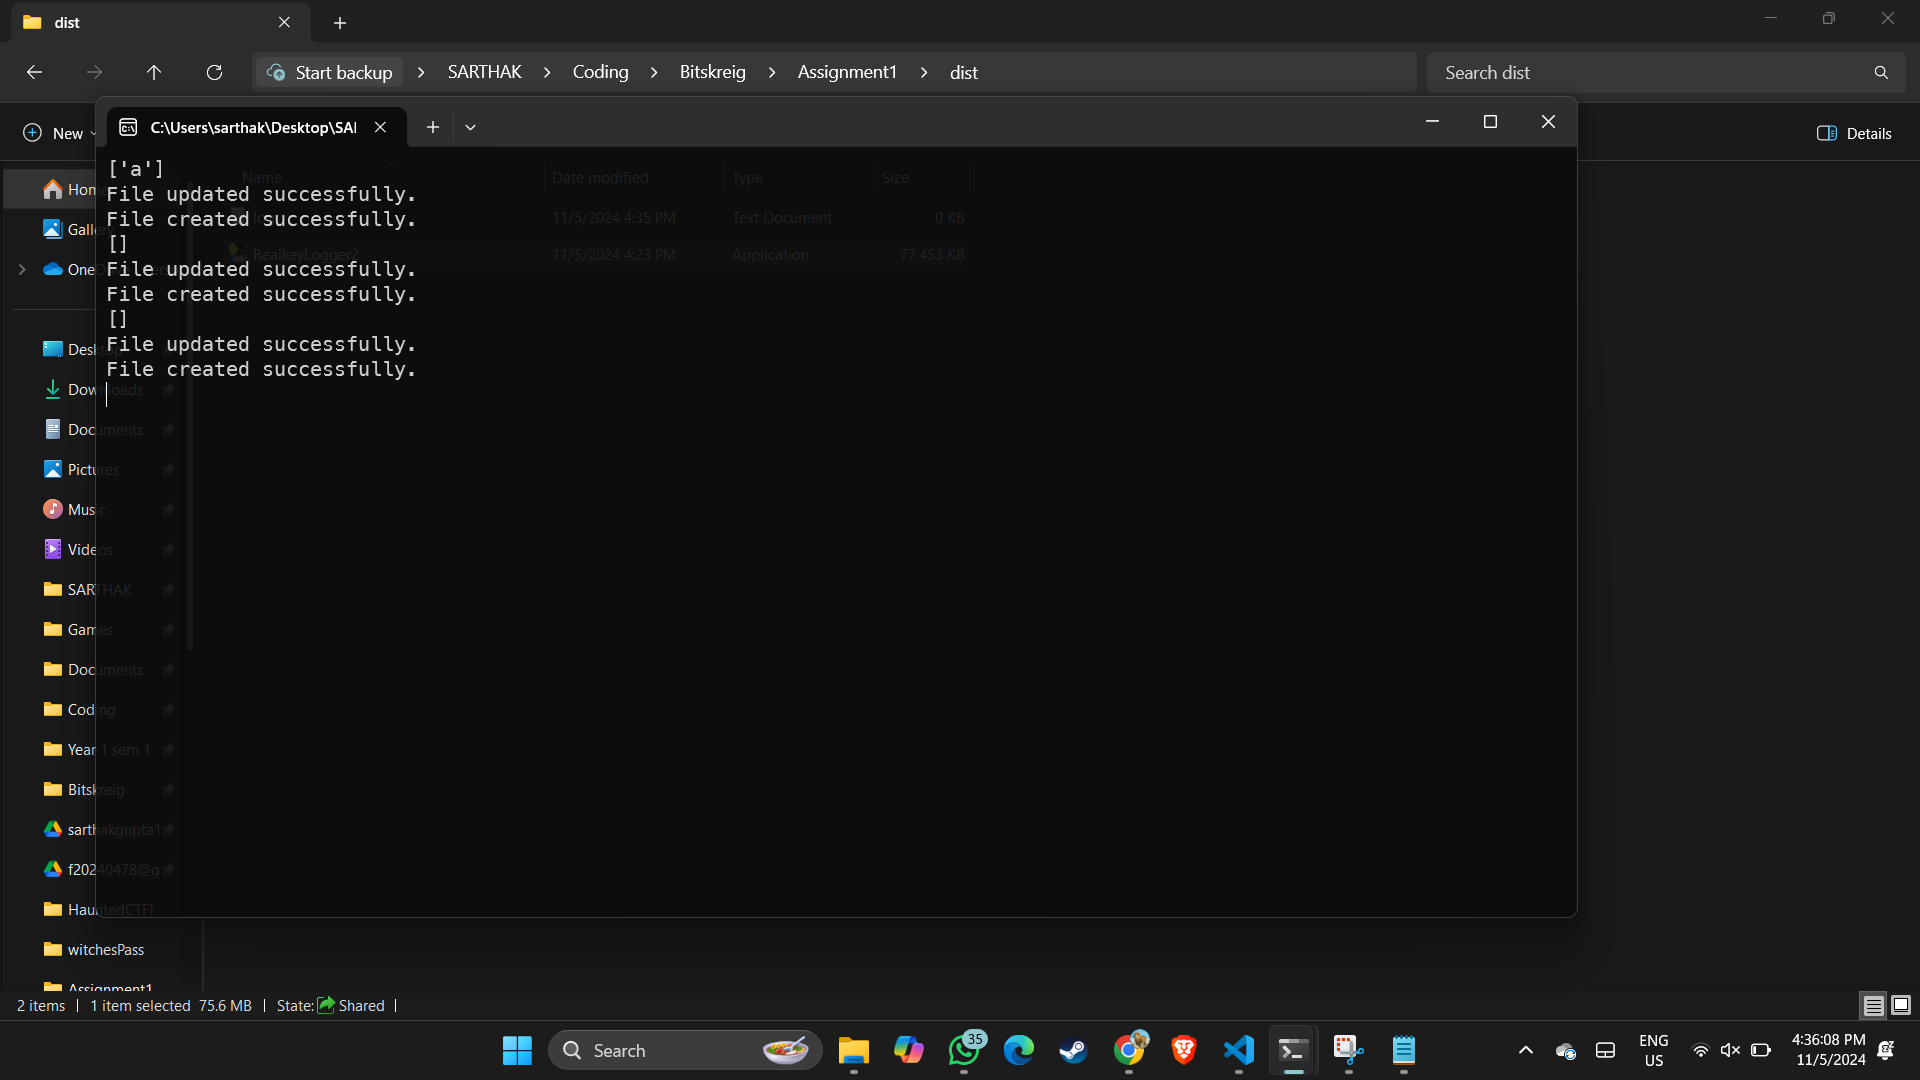 dist
Start backup > SARTHAK > Coding > Bitskreig > Assignment1 > dist
Search dist
New
Details
C:\Users\sarthak\Desktop\SAI
Name Date modified Type Size
11/5/2024 4:35 PM Text Document 0 KB
RealkeyLogger2 11/5/2024 4:23 PM Application 77,453 KB
['a']
File updated successfully.
File created successfully.
[]
File updated successfully.
File created successfully.
[]
File updated successfully.
File created successfully.
Home
Gallery
Desktop
Downloads
Documents
Pictures
Music
Videos
SARTHAK
Games
Documents
Coding
Year 1 sem 1
Bitskreig
sarthakgupta1
f20240478@g
HauntedCTF]
witchesPass
Assignment1
2 items | 1 item selected 75.6 MB | State: Shared |
Search
35
ENG
US
4:36:08 PM
11/5/2024